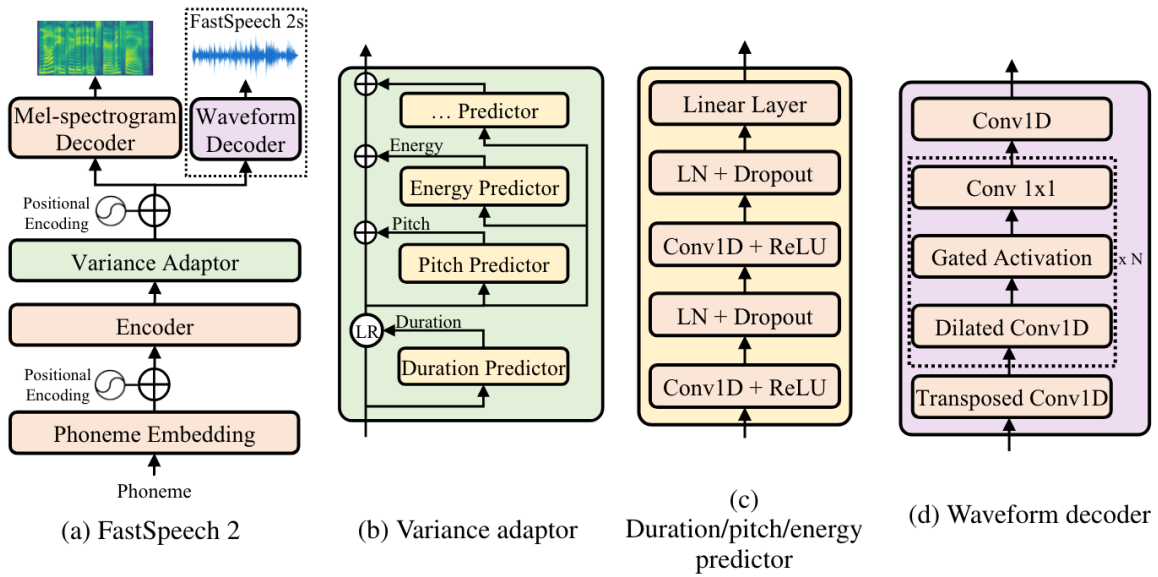 FastSpeech 2s
Mel-spectrogram
Decoder
Waveform
Decoder
Positional
Encoding
Variance Adaptor
Encoder
Positional
Encoding
Phoneme Embedding
Phoneme
(a) FastSpeech 2
... Predictor
Energy
Energy Predictor
Pitch
Pitch Predictor
LR
Duration
Duration Predictor
(b) Variance adaptor
Linear Layer
LN + Dropout
Conv1D + ReLU
LN + Dropout
Conv1D + ReLU
(c)
Duration/pitch/energy
predictor
Conv1D
Conv 1x1
Gated Activation
x N
Dilated Conv1D
Transposed Conv1D
(d) Waveform decoder